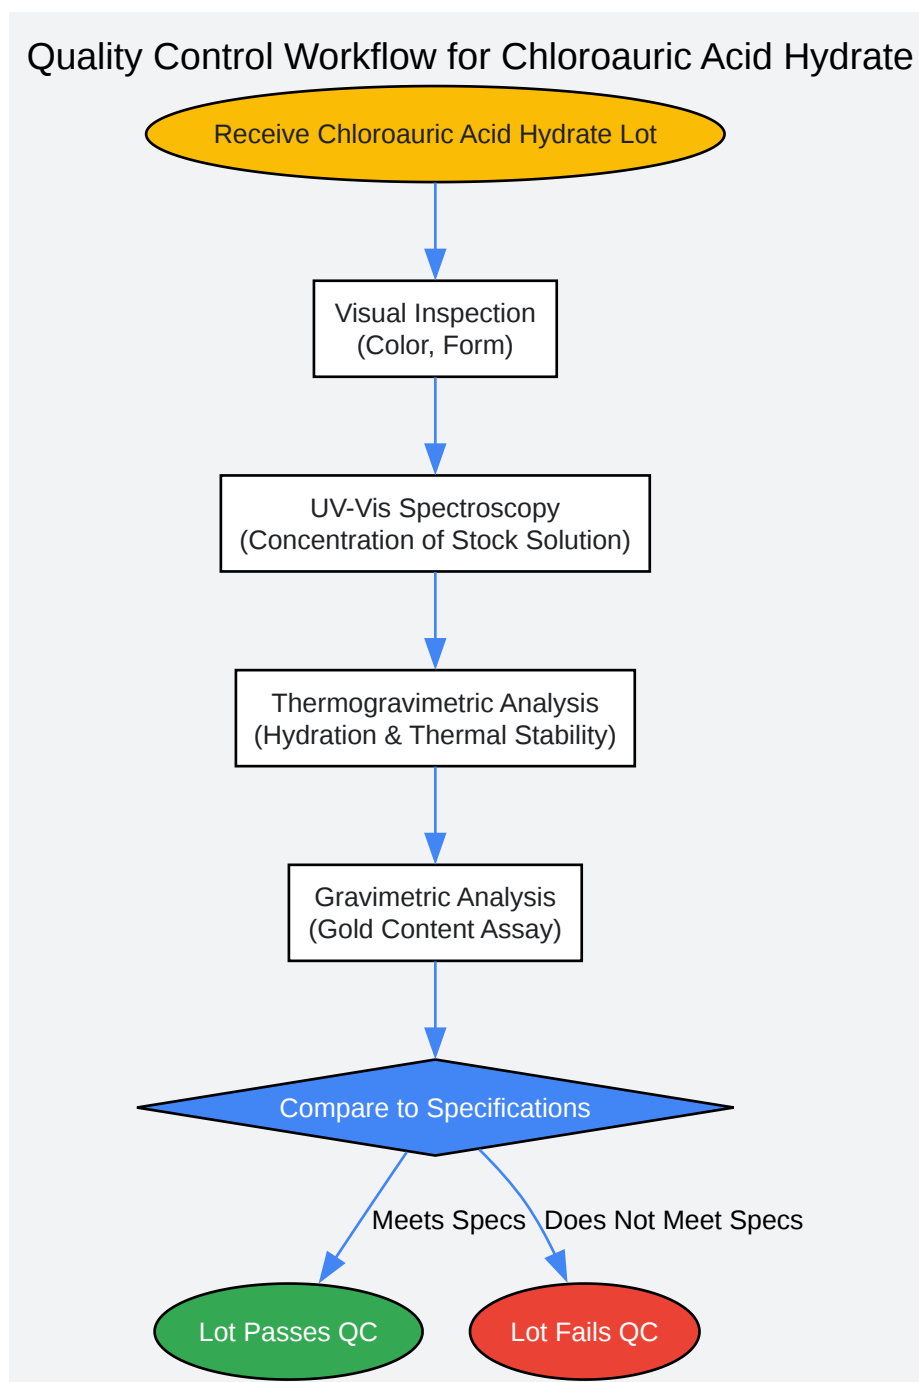 Quality Control Workflow for Chloroauric Acid Hydrate
Receive Chloroauric Acid Hydrate Lot
Visual Inspection
(Color, Form)
UV-Vis Spectroscopy
(Concentration of Stock Solution)
Thermogravimetric Analysis
(Hydration & Thermal Stability)
Gravimetric Analysis
(Gold Content Assay)
Compare to Specifications
Meets Specs
Does Not Meet Specs
Lot Passes QC
Lot Fails QC